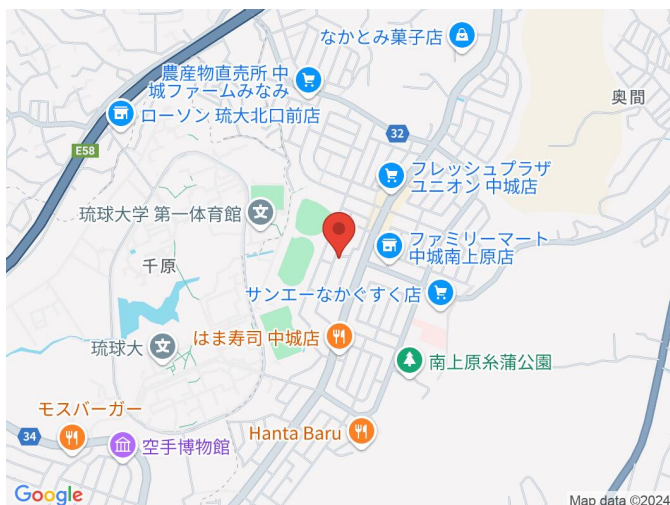 なかとみ菓子店
農産物直売所 中
城ファームみなみ
奥間
ローソン 琉大北口前店
32
E58
フレッシュプラザ
ユニオン 中城店
琉球大学 第一体育館
ファミリーマート
中城南上原店
千原
サンエーなかぐすく店
はま寿司 中城店
琉球大
南上原糸蒲公園
モスバーガー
34
空手博物館
Hanta Baru
Google
Map data ©2024